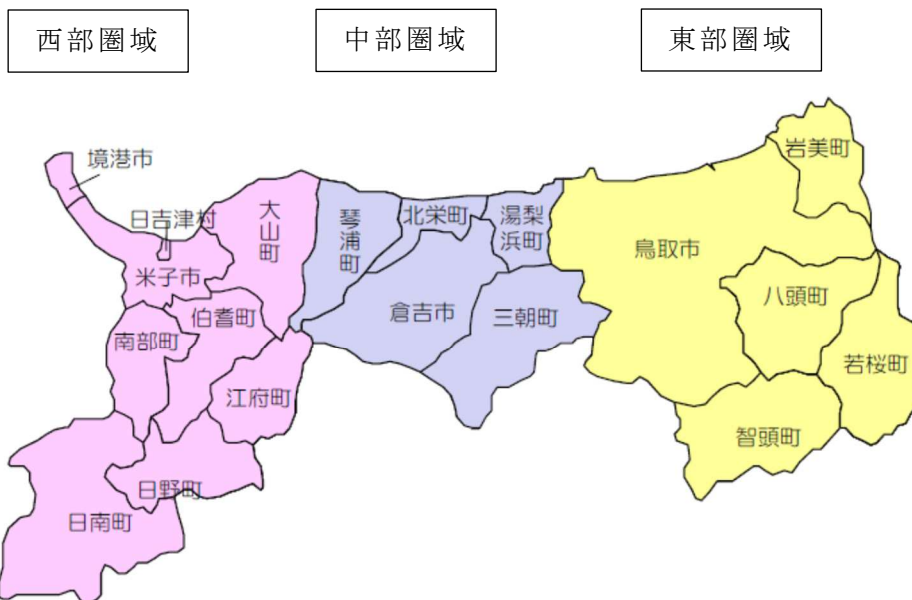 西部圏域
中部圏域
東部圏域
境港市
日吉津村
米子市
大山町
伯耆町
南部町
江府町
日野町
日南町
琴浦町
北栄町
湯梨
浜町
倉吉市
三朝町
岩美町
鳥取市
八頭町
若桜町
智頭町